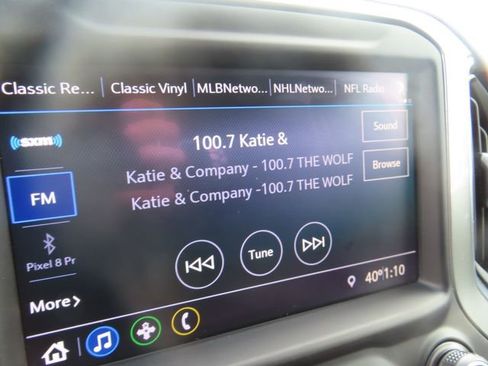 Classic Re... Classic Vinyl MLBNetwo... NHLNetwo... NFL Radio
((SXM))
100.7 Katie &
Sound
Katie & Company - 100.7 THE WOLF
Browse
Katie & Company -100.7 THE WOLF
FM
Pixel 8 Pr
Tune
More
40° 1:10